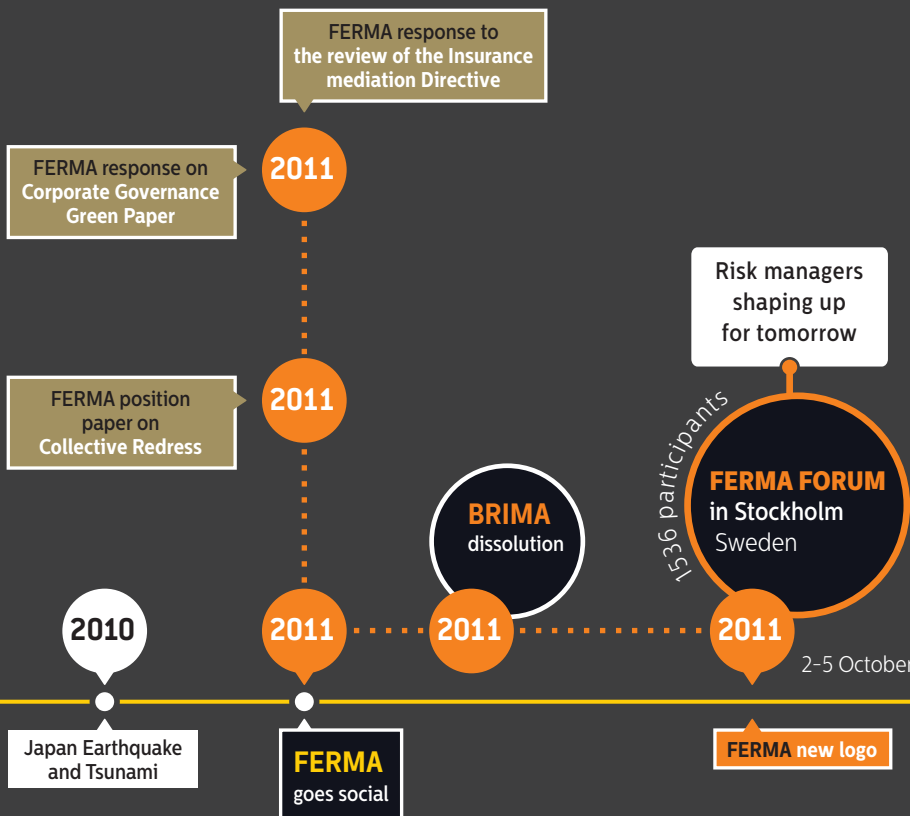 FERMA response to
the review of the Insurance
mediation Directive
2011
FERMA response on
Corporate Governance
Green Paper
Risk managers
shaping up
for tomorrow
FERMA position
paper on
Collective Redress
2011
1536 participants
FERMA FORUM
in Stockholm
Sweden
BRIMA
dissolution
2010
2011
2011
2011
2-5 October
Japan Earthquake
and Tsunami
FERMA
goes social
FERMA new logo